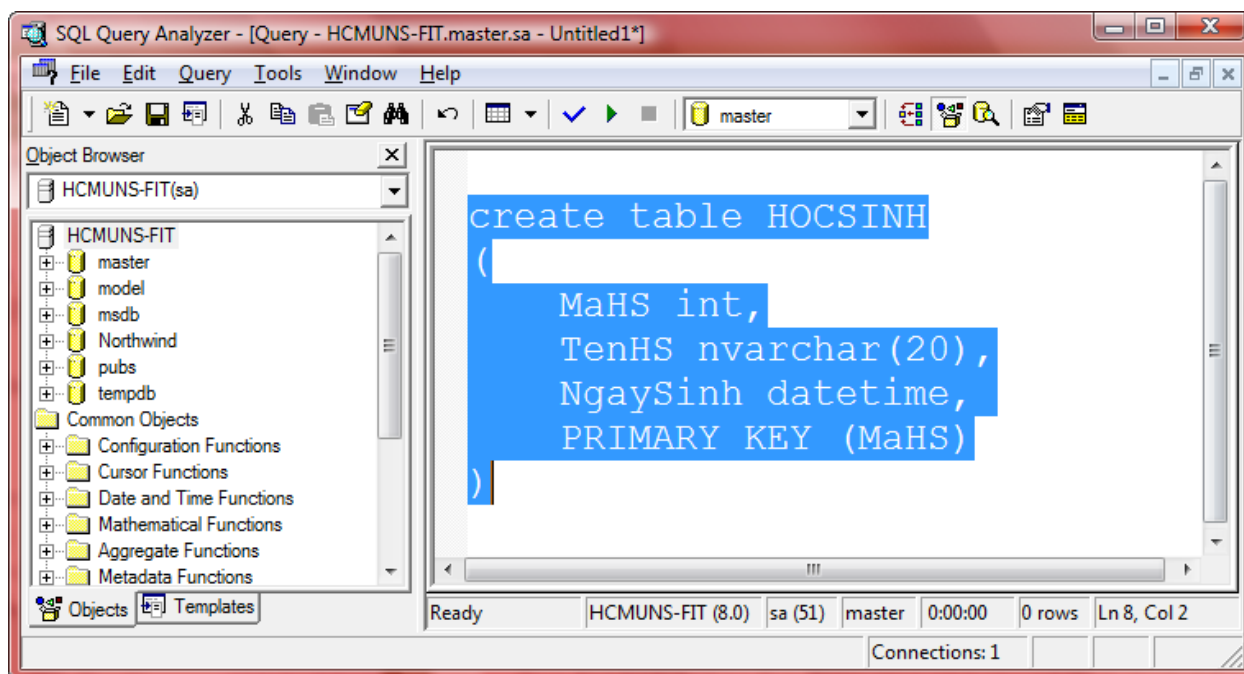 SQL Query Analyzer - [Query - HCMUNS-FIT.master.sa - Untitled1*]
File Edit Query Tools Window Help
master
Object Browser
HCMUNS-FIT(sa)
HCMUNS-FIT
master
model
msdb
Northwind
pubs
tempdb
Common Objects
Configuration Functions
Cursor Functions
Date and Time Functions
Mathematical Functions
Aggregate Functions
Metadata Functions
Objects Templates
create table HOCSINH
(
MaHS int,
TenHS nvarchar(20),
NgaySinh datetime,
PRIMARY KEY (MaHS)
)
Ready HCMUNS-FIT (8.0) sa (51) master 0:00:00 0 rows Ln 8, Col 2
Connections: 1